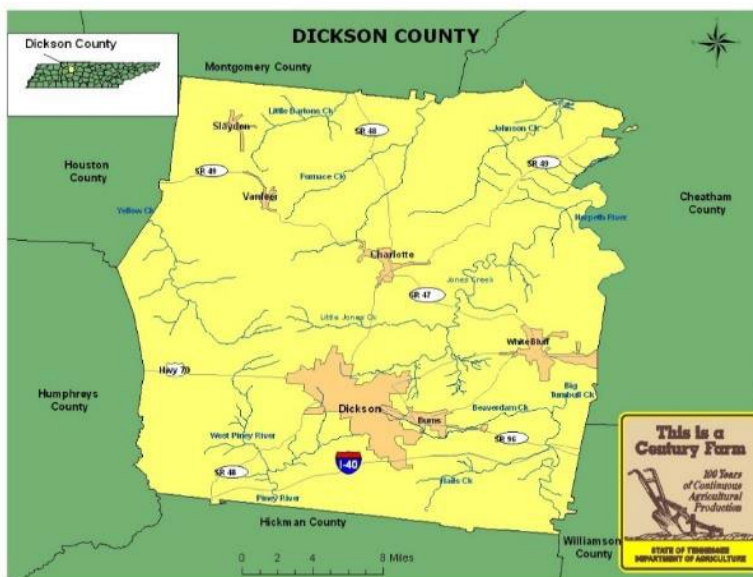 Dickson County
DICKSON COUNTY
Montgomery County
Little Bartons Ck
Slayden
SR 48
Johnson Ck
Houston
County
SR 49
Furnace Ck
SR 49
Vanleer
Yellow Ck
Cheatham
County
Harpeth River
Charlotte
Jones Creek
SR 47
Little Jones Ck
White Bluff
Hwy 70
Big
Turnbull Ck
Humphreys
County
Dickson
Beaverdam Ck
Burns
West Piney River
SR 96
I-40
SR 48
Piney River
Halls Ck
Hickman County
Williamson
County
0 2 4 8 Miles
This is a
Century Farm
100 Years
of Continuous
Agricultural
Production
STATE OF TENNESSEE
DEPARTMENT OF AGRICULTURE